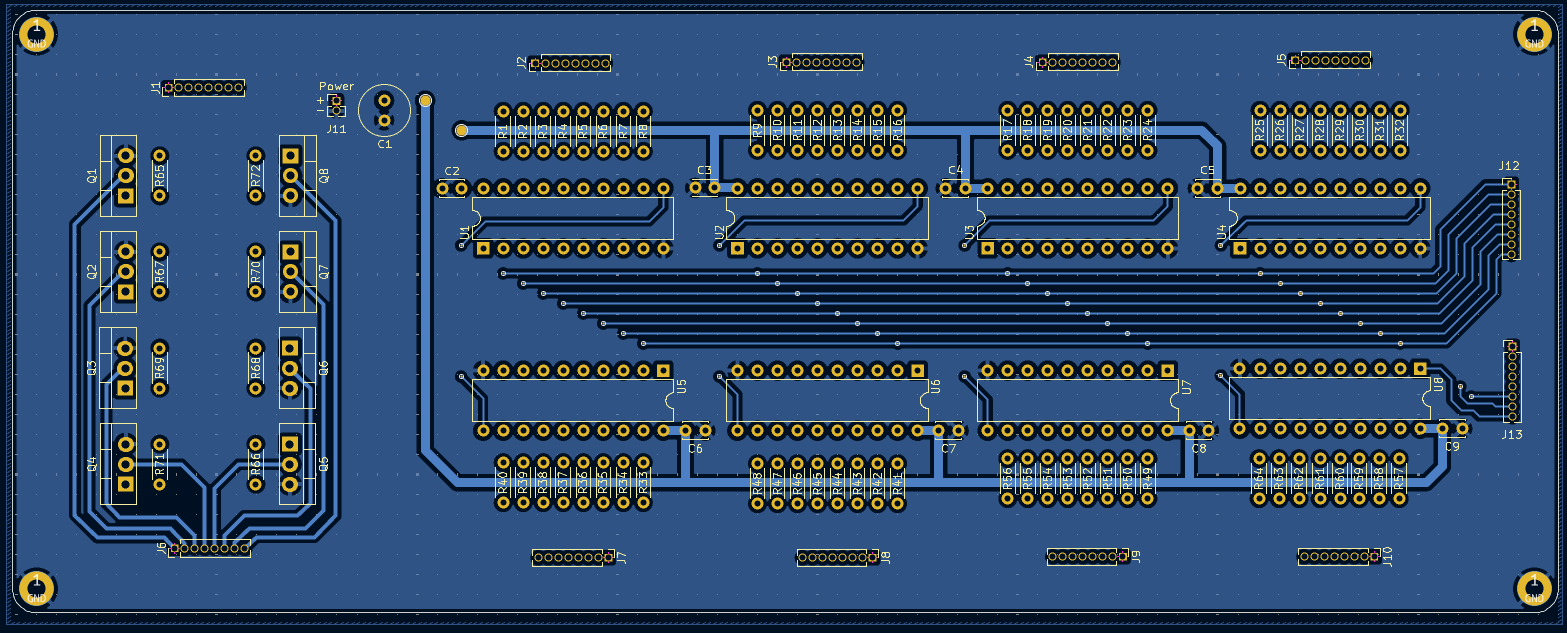 1
GND
1
GND
J1
Power
+
-
J11
C1
J2
J3
J4
J5
R1
R2
R3
R4
R5
R6
R7
R8
R9
R10
R11
R12
R13
R14
R15
R16
R17
R18
R19
R20
R21
R22
R23
R24
R25
R26
R27
R28
R29
R30
R31
R32
Q1
R65
R72
Q8
C2
C3
C4
C5
J12
U1
U2
U3
U4
Q2
R67
R70
Q7
Q3
R69
R68
Q6
U5
U6
U7
U8
J13
C6
C7
C8
C9
Q4
R71
R66
Q5
R40
R39
R38
R37
R36
R35
R34
R33
R48
R47
R46
R45
R44
R43
R42
R41
R56
R55
R54
R53
R52
R51
R50
R49
R64
R63
R62
R61
R60
R59
R58
R57
J6
J7
J8
J9
J10
1
GND
1
GND